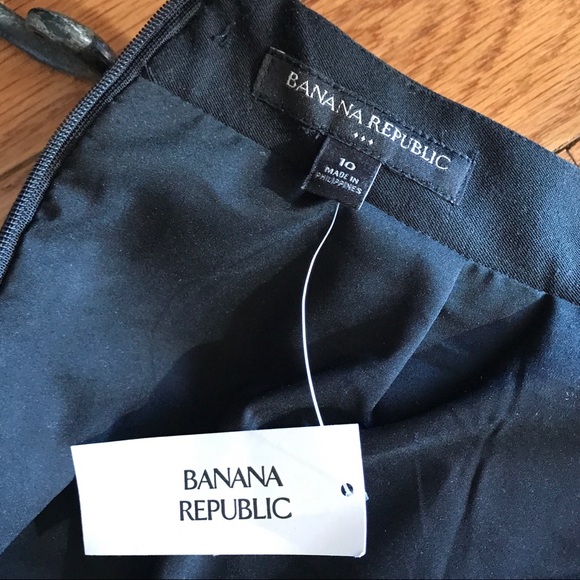 BANANA REPUBLIC
10
MADE IN
PHILIPPINES
BANANA
REPUBLIC